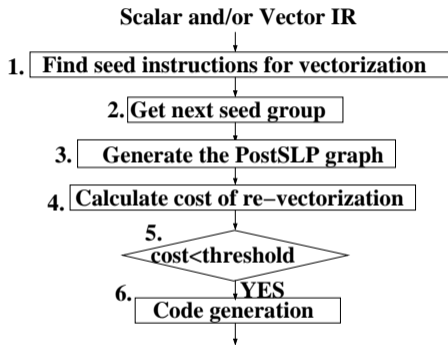 Scalar and/or Vector IR
1. Find seed instructions for vectorization
2. Get next seed group
3. Generate the PostSLP graph
4. Calculate cost of re−vectorization
5.
cost<threshold
6. YES
Code generation